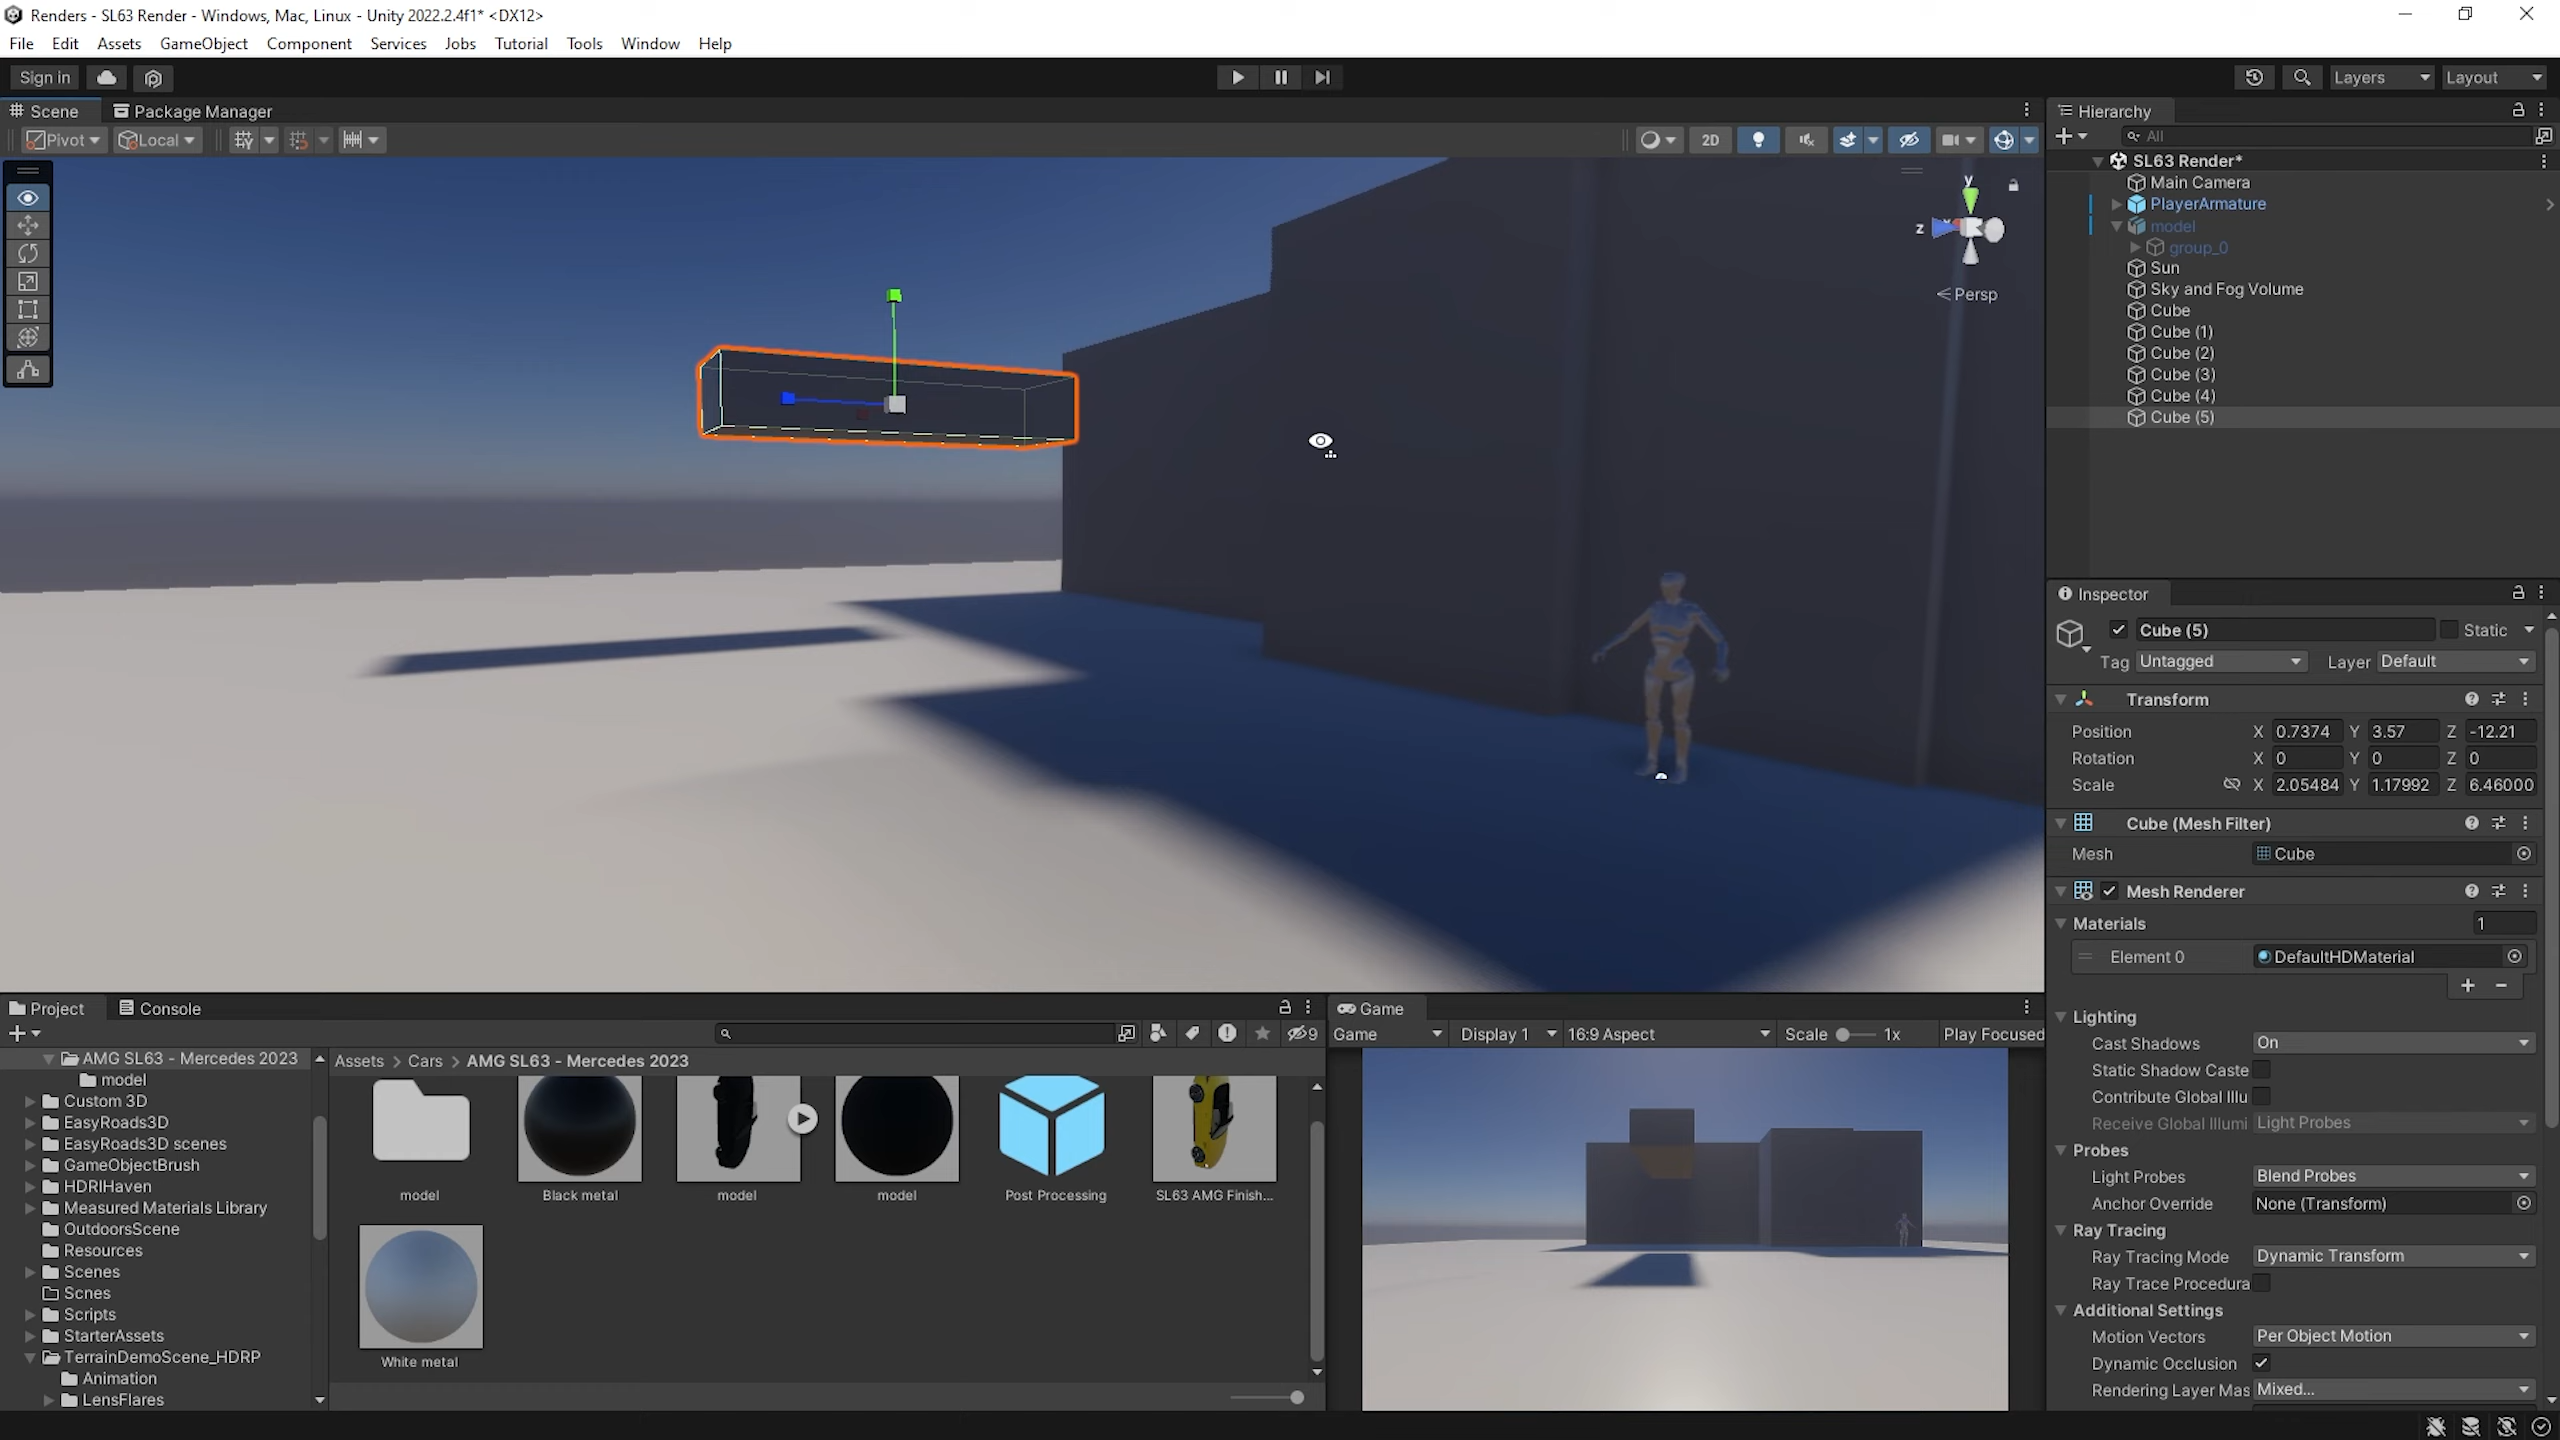 Renders - SL63 Render - Windows, Mac, Linux - Unity 2022.2.4f1* <DX12>
File Edit Assets GameObject Component Services Jobs Tutorial Tools Window Help
Sign in
Layers Layout
Scene Package Manager
Pivot Local
2D
y
z
Persp
Hierarchy
All
SL63 Render*
Main Camera
PlayerArmature
model
group_0
Sun
Sky and Fog Volume
Cube
Cube (1)
Cube (2)
Cube (3)
Cube (4)
Cube (5)
Inspector
Cube (5) Static
Tag Untagged Layer Default
Transform
Position X 0.7374 Y 3.57 Z -12.21
Rotation X 0 Y 0 Z 0
Scale X 2.05484 Y 1.17992 Z 6.46000
Cube (Mesh Filter)
Mesh Cube
Mesh Renderer
Materials 1
Element 0 DefaultHDMaterial
Lighting
Cast Shadows On
Static Shadow Caste
Contribute Global Illu
Receive Global Illumi Light Probes
Probes
Light Probes Blend Probes
Anchor Override None (Transform)
Ray Tracing
Ray Tracing Mode Dynamic Transform
Ray Trace Procedura
Additional Settings
Motion Vectors Per Object Motion
Dynamic Occlusion
Rendering Layer Mas Mixed...
Project Console
9
AMG SL63 - Mercedes 2023
model
Custom 3D
EasyRoads3D
EasyRoads3D scenes
GameObjectBrush
HDRIHaven
Measured Materials Library
OutdoorsScene
Resources
Scenes
Scnes
Scripts
StarterAssets
TerrainDemoScene_HDRP
Animation
LensFlares
Assets > Cars > AMG SL63 - Mercedes 2023
model Black metal model model Post Processing SL63 AMG Finish...
White metal
Game
Game Display 1 16:9 Aspect Scale 1x Play Focused